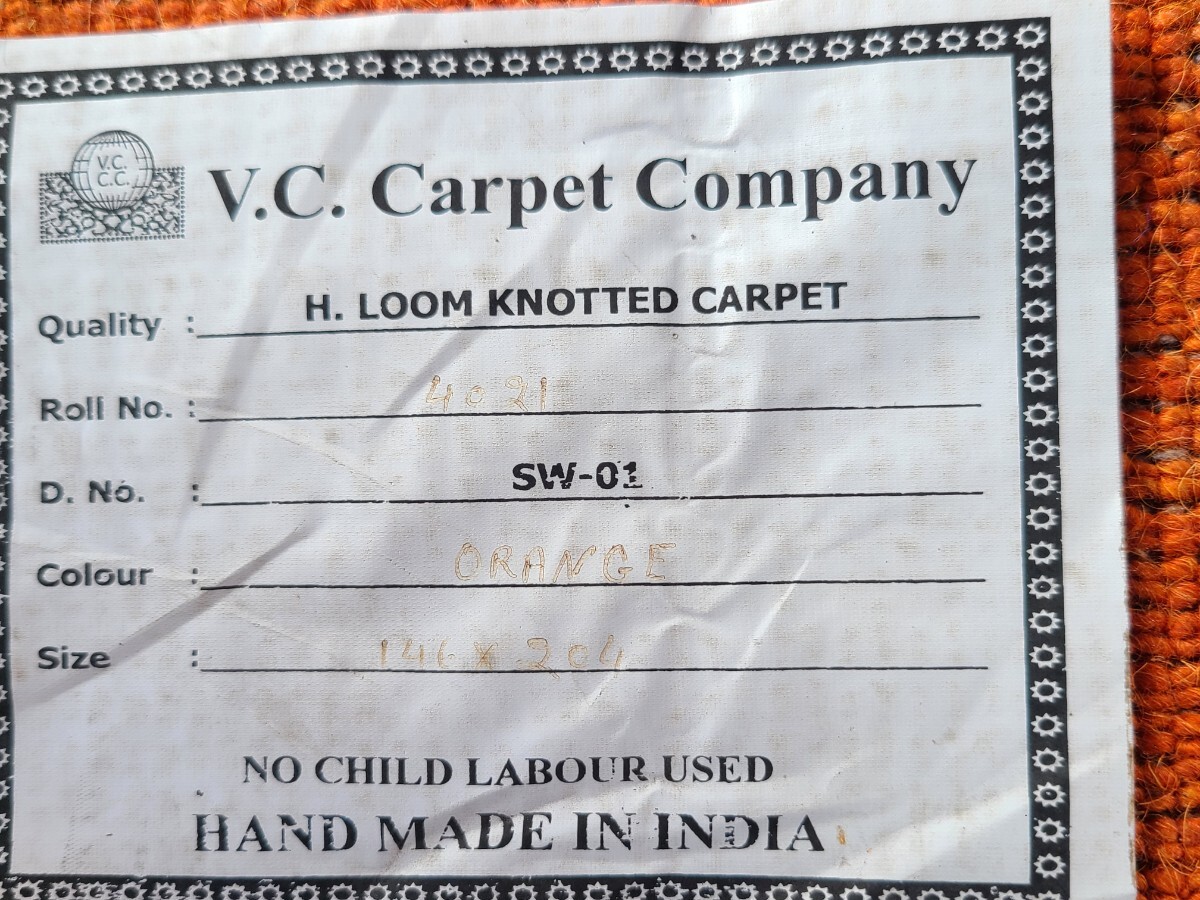 V.C.
C.C.
V.C. Carpet Company
Quality : H. LOOM KNOTTED CARPET
Roll No. : 4021
D. No. : SW-01
Colour : ORANGE
Size : 146 x 204
NO CHILD LABOUR USED
HAND MADE IN INDIA